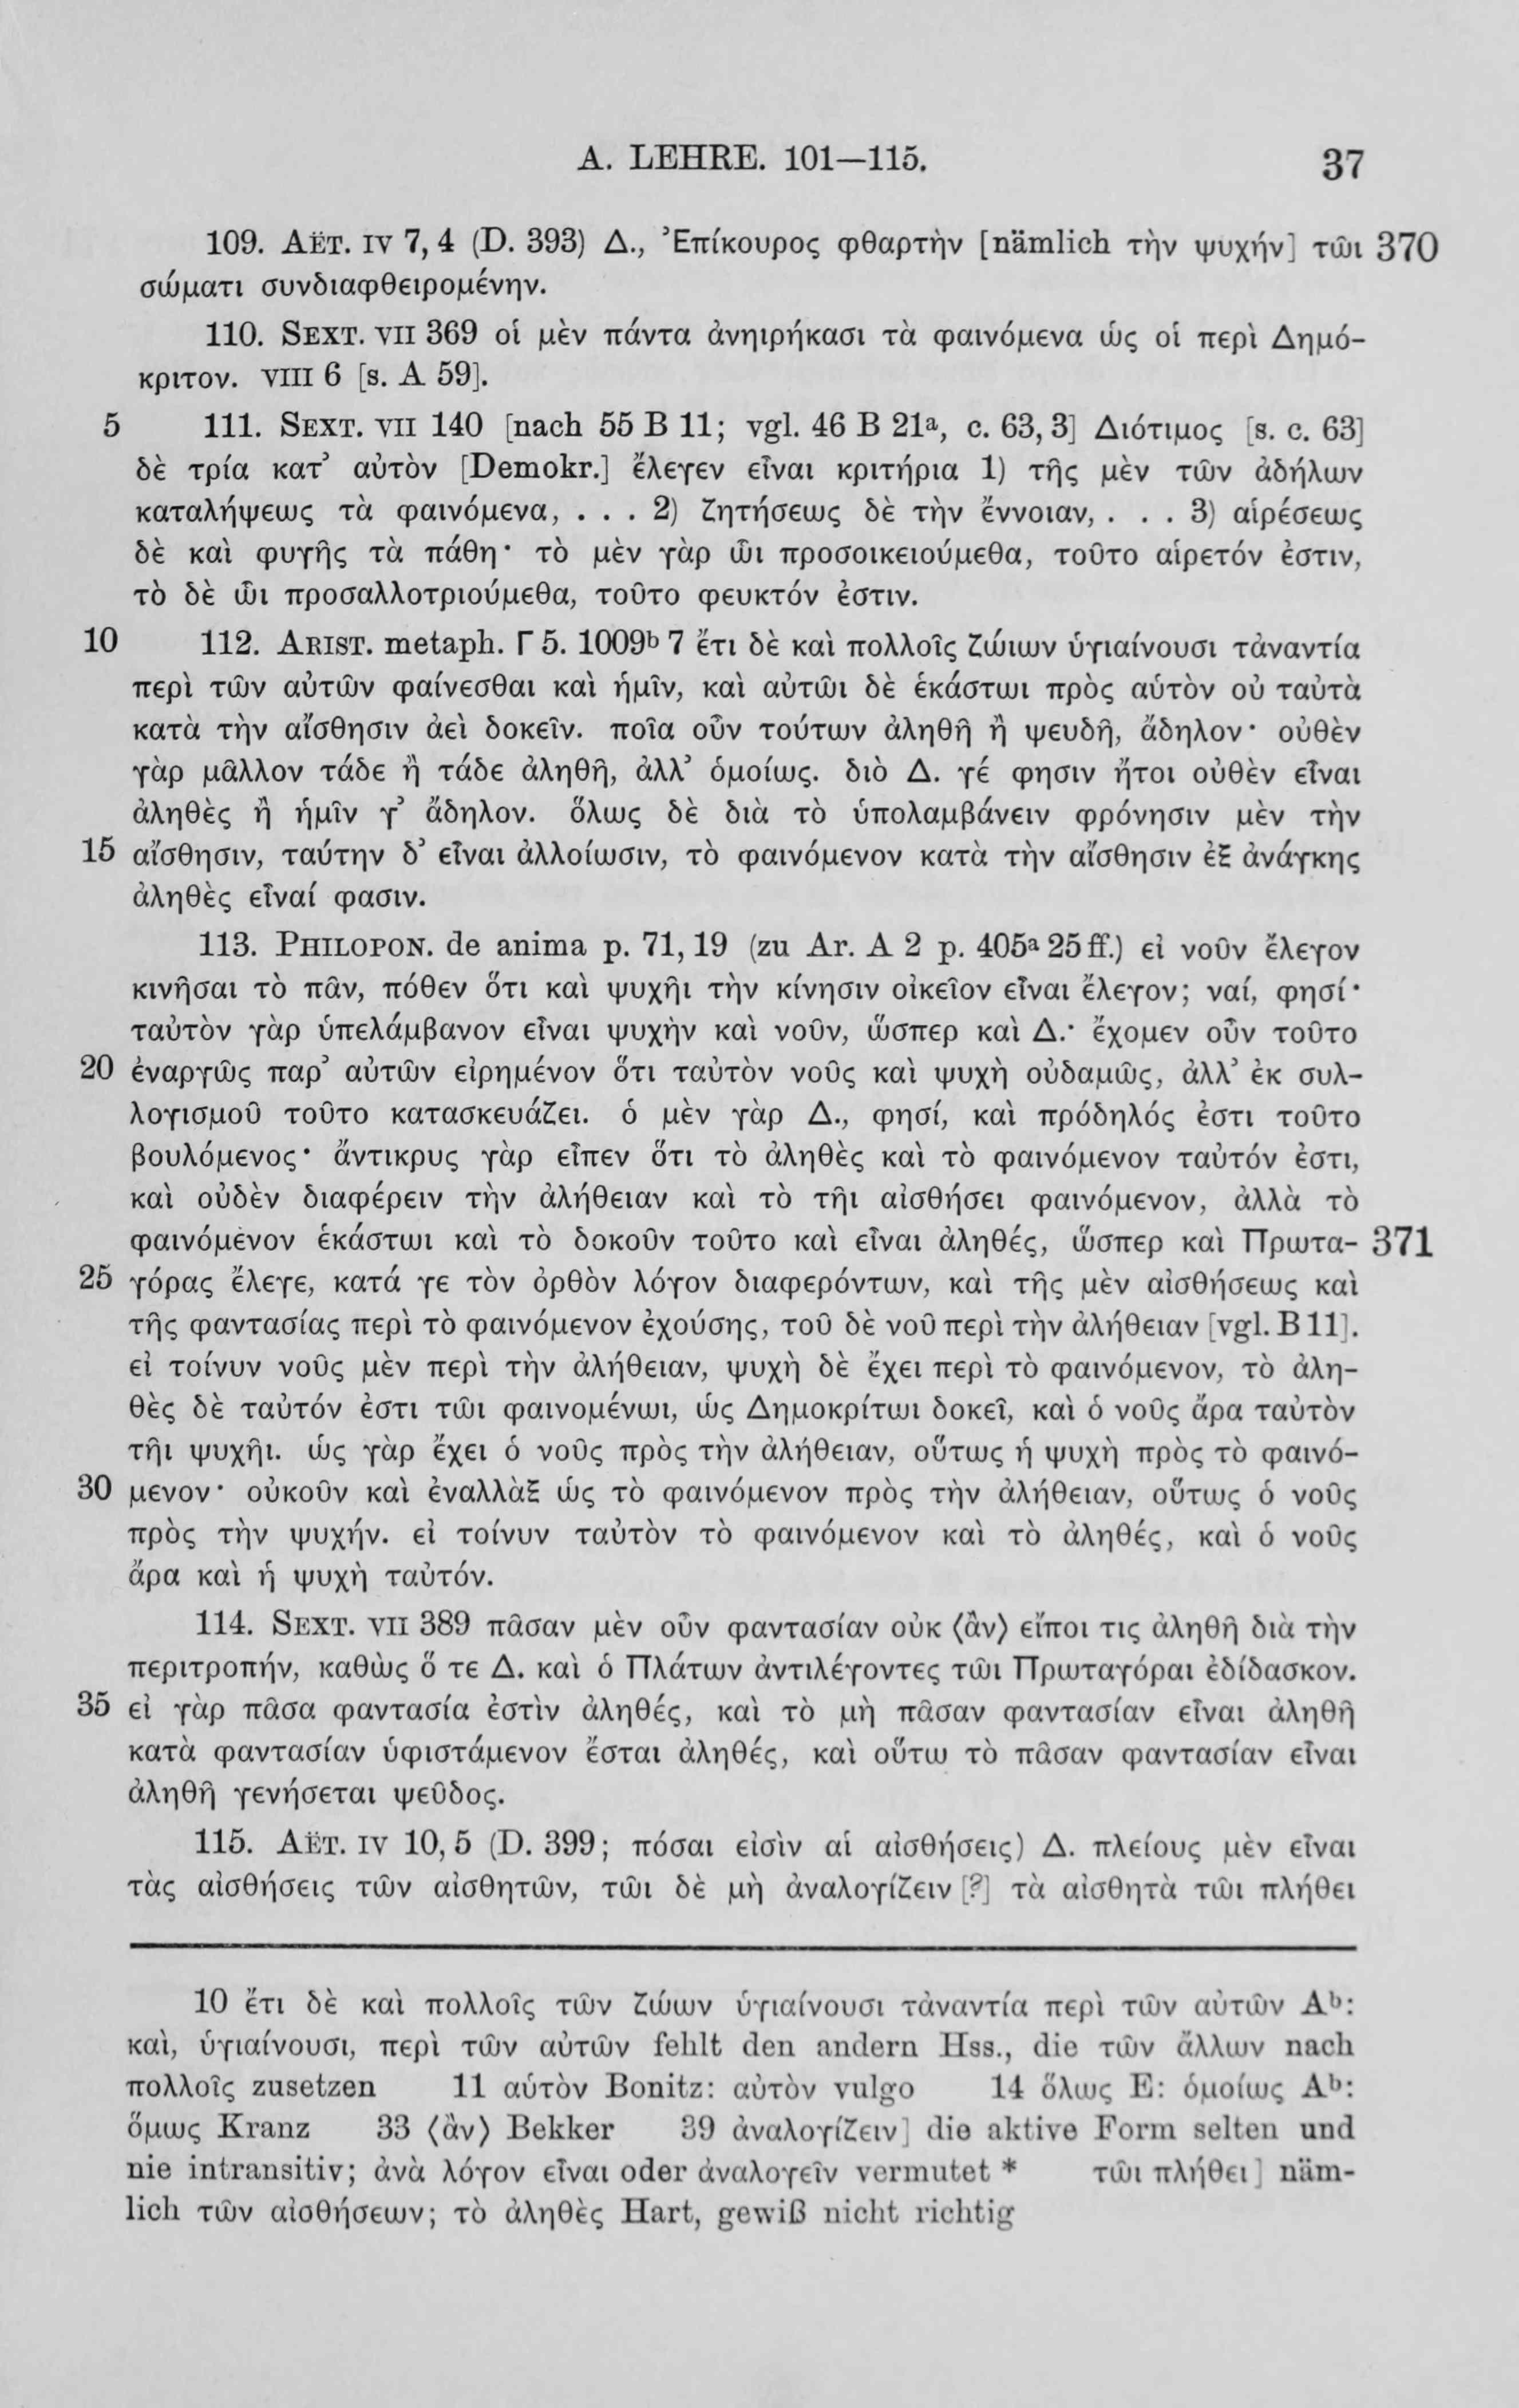 A. LEHRE. 101—115. 37
109. AËT. IV 7, 4 (D. 393) Δ., Ἐπίκουρος φθαρτὴν [nämlich τὴν ψυχήν] τῶι 370
σώματι συνδιαφθειρομένην.
110. SEXT. VII 369 οἱ μὲν πάντα ἀνηιρήκασι τὰ φαινόμενα ὡς οἱ περὶ Δημό-
κριτον. VIII 6 [s. A 59].
5 111. SEXT. VII 140 [nach 55 B 11; vgl. 46 B 21ᵃ, c. 63, 3] Διότιμος [s. c. 63]
δὲ τρία κατ’ αὐτὸν [Demokr.] ἔλεγεν εἶναι κριτήρια 1) τῆς μὲν τῶν ἀδήλων
καταλήψεως τὰ φαινόμενα, . . . 2) ζητήσεως δὲ τὴν ἔννοιαν, . . . 3) αἱρέσεως
δὲ καὶ φυγῆς τὰ πάθη· τὸ μὲν γὰρ ὧι προσοικειούμεθα, τοῦτο αἱρετόν ἐστιν,
τὸ δὲ ὧι προσαλλοτριούμεθα, τοῦτο φευκτόν ἐστιν.
10 112. ARIST. metaph. Γ 5. 1009ᵇ 7 ἔτι δὲ καὶ πολλοῖς ζώιων ὑγιαίνουσι τἀναντία
περὶ τῶν αὐτῶν φαίνεσθαι καὶ ἡμῖν, καὶ αὐτῶι δὲ ἑκάστωι πρὸς αὑτὸν οὐ ταὐτὰ
κατὰ τὴν αἴσθησιν ἀεὶ δοκεῖν. ποῖα οὖν τούτων ἀληθῆ ἢ ψευδῆ, ἄδηλον· οὐθὲν
γὰρ μᾶλλον τάδε ἢ τάδε ἀληθῆ, ἀλλ’ ὁμοίως. διὸ Δ. γέ φησιν ἤτοι οὐθὲν εἶναι
ἀληθὲς ἢ ἡμῖν γ’ ἄδηλον. ὅλως δὲ διὰ τὸ ὑπολαμβάνειν φρόνησιν μὲν τὴν
15 αἴσθησιν, ταύτην δ’ εἶναι ἀλλοίωσιν, τὸ φαινόμενον κατὰ τὴν αἴσθησιν ἐξ ἀνάγκης
ἀληθὲς εἶναί φασιν.
113. PHILOPON. de anima p. 71, 19 (zu Ar. A 2 p. 405ᵃ 25 ff.) εἰ νοῦν ἔλεγον
κινῆσαι τὸ πᾶν, πόθεν ὅτι καὶ ψυχῆι τὴν κίνησιν οἰκεῖον εἶναι ἔλεγον; ναί, φησί·
ταὐτὸν γὰρ ὑπελάμβανον εἶναι ψυχὴν καὶ νοῦν, ὥσπερ καὶ Δ.· ἔχομεν οὖν τοῦτο
20 ἐναργῶς παρ’ αὐτῶν εἰρημένον ὅτι ταὐτὸν νοῦς καὶ ψυχὴ οὐδαμῶς, ἀλλ’ ἐκ συλ-
λογισμοῦ τοῦτο κατασκευάζει. ὁ μὲν γὰρ Δ., φησί, καὶ πρόδηλός ἐστι τοῦτο
βουλόμενος· ἄντικρυς γὰρ εἶπεν ὅτι τὸ ἀληθὲς καὶ τὸ φαινόμενον ταὐτόν ἐστι,
καὶ οὐδὲν διαφέρειν τὴν ἀλήθειαν καὶ τὸ τῆι αἰσθήσει φαινόμενον, ἀλλὰ τὸ
φαινόμενον ἑκάστωι καὶ τὸ δοκοῦν τοῦτο καὶ εἶναι ἀληθές, ὥσπερ καὶ Πρωτα- 371
25 γόρας ἔλεγε, κατά γε τὸν ὀρθὸν λόγον διαφερόντων, καὶ τῆς μὲν αἰσθήσεως καὶ
τῆς φαντασίας περὶ τὸ φαινόμενον ἐχούσης, τοῦ δὲ νοῦ περὶ τὴν ἀλήθειαν [vgl. B 11].
εἰ τοίνυν νοῦς μὲν περὶ τὴν ἀλήθειαν, ψυχὴ δὲ ἔχει περὶ τὸ φαινόμενον, τὸ ἀλη-
θὲς δὲ ταὐτόν ἐστι τῶι φαινομένωι, ὡς Δημοκρίτωι δοκεῖ, καὶ ὁ νοῦς ἄρα ταὐτὸν
τῆι ψυχῆι. ὡς γὰρ ἔχει ὁ νοῦς πρὸς τὴν ἀλήθειαν, οὕτως ἡ ψυχὴ πρὸς τὸ φαινό-
30 μενον· οὐκοῦν καὶ ἐναλλὰξ ὡς τὸ φαινόμενον πρὸς τὴν ἀλήθειαν, οὕτως ὁ νοῦς
πρὸς τὴν ψυχήν. εἰ τοίνυν ταὐτὸν τὸ φαινόμενον καὶ τὸ ἀληθές, καὶ ὁ νοῦς
ἄρα καὶ ἡ ψυχὴ ταὐτόν.
114. SEXT. VII 389 πᾶσαν μὲν οὖν φαντασίαν οὐκ ⟨ἂν⟩ εἴποι τις ἀληθῆ διὰ τὴν
περιτροπήν, καθὼς ὅ τε Δ. καὶ ὁ Πλάτων ἀντιλέγοντες τῶι Πρωταγόραι ἐδίδασκον.
35 εἰ γὰρ πᾶσα φαντασία ἐστὶν ἀληθές, καὶ τὸ μὴ πᾶσαν φαντασίαν εἶναι ἀληθῆ
κατὰ φαντασίαν ὑφιστάμενον ἔσται ἀληθές, καὶ οὕτω τὸ πᾶσαν φαντασίαν εἶναι
ἀληθῆ γενήσεται ψεῦδος.
115. AËT. IV 10, 5 (D. 399; πόσαι εἰσὶν αἱ αἰσθήσεις) Δ. πλείους μὲν εἶναι
τὰς αἰσθήσεις τῶν αἰσθητῶν, τῶι δὲ μὴ ἀναλογίζειν [?] τὰ αἰσθητὰ τῶι πλήθει
10 ἔτι δὲ καὶ πολλοῖς τῶν ζώων ὑγιαίνουσι τἀναντία περὶ τῶν αὐτῶν Aᵇ:
καὶ, ὑγιαίνουσι, περὶ τῶν αὐτῶν fehlt den andern Hss., die τῶν ἄλλων nach
πολλοῖς zusetzen 11 αὑτὸν Bonitz: αὐτὸν vulgo 14 ὅλως E: ὁμοίως Aᵇ:
ὅμως Kranz 33 ⟨ἂν⟩ Bekker 39 ἀναλογίζειν] die aktive Form selten und
nie intransitiv; ἀνὰ λόγον εἶναι oder ἀναλογεῖν vermutet * τῶι πλήθει] näm-
lich τῶν αἰσθήσεων; τὸ ἀληθὲς Hart, gewiß nicht richtig